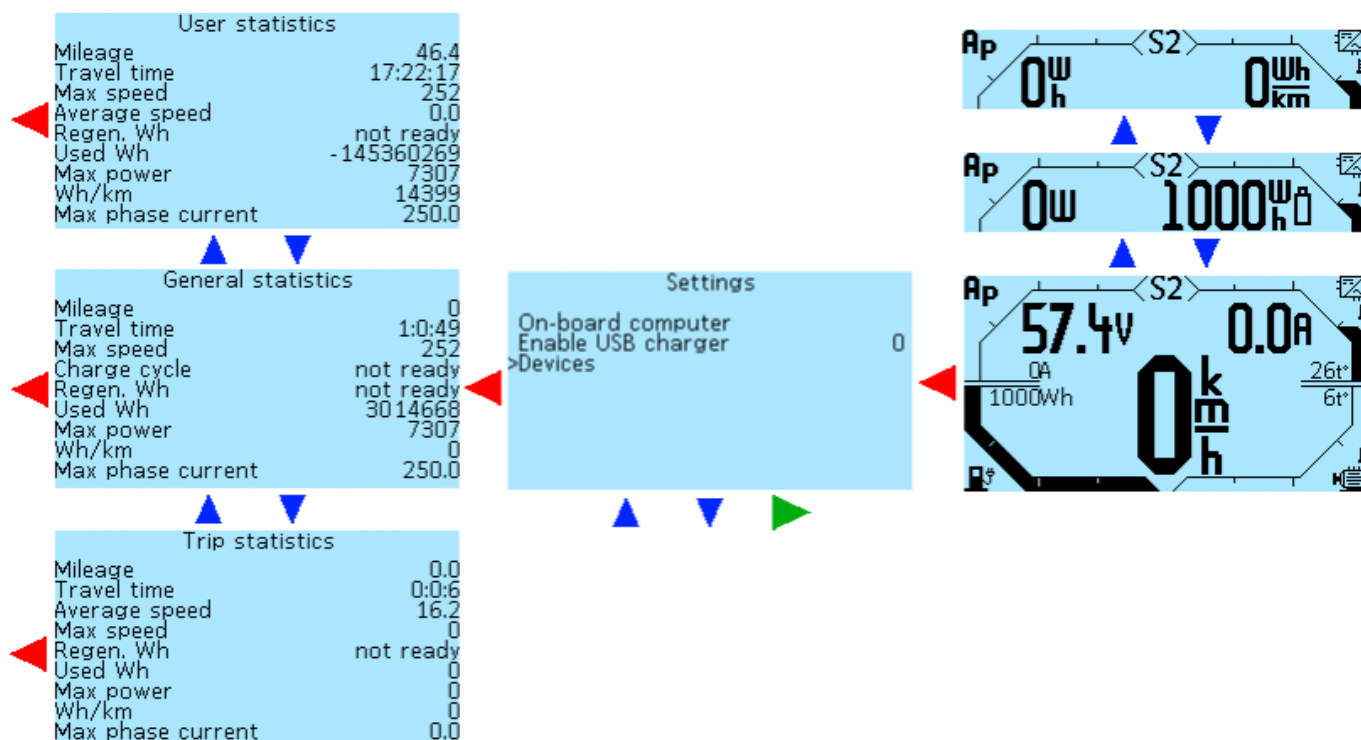 User statistics
Mileage 46.4
Travel time 17:22:17
Max speed 252
Average speed 0.0
Regen. Wh not ready
Used Wh -145360269
Max power 7307
Wh/km 14399
Max phase current 250.0
General statistics
Mileage 0
Travel time 1:0:49
Max speed 252
Charge cycle not ready
Regen. Wh not ready
Used Wh 3014668
Max power 7307
Wh/km 0
Max phase current 250.0
Trip statistics
Mileage 0.0
Travel time 0:0:6
Average speed 16.2
Max speed 0
Regen. Wh not ready
Used Wh 0
Max power 0
Wh/km 0
Max phase current 0.0
Settings
On-board computer
Enable USB charger 0
>Devices
Ap S2
0Wh 0Wh/km
Ap S2
0W 1000Wh
Ap S2
57.4V 0.0A
0A 26t°
1000Wh 6t°
0 km/h